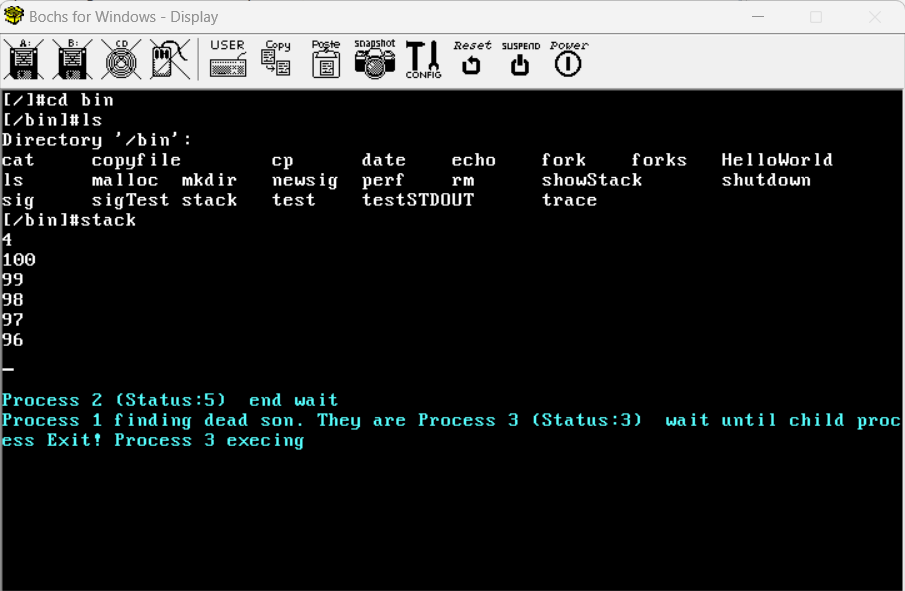 Bochs for Windows - Display
A: B: CD USER Copy Poste snapshot CONFIG Reset SUSPEND Power
[/]#cd bin
[/bin]#ls
Directory '/bin':
cat copyfile cp date echo fork forks HelloWorld
ls malloc mkdir newsig perf rm showStack shutdown
sig sigTest stack test testSTDOUT trace
[/bin]#stack
4
100
99
98
97
96
Process 2 (Status:5)  end wait
Process 1 finding dead son. They are Process 3 (Status:3)  wait until child proc
ess Exit! Process 3 execing